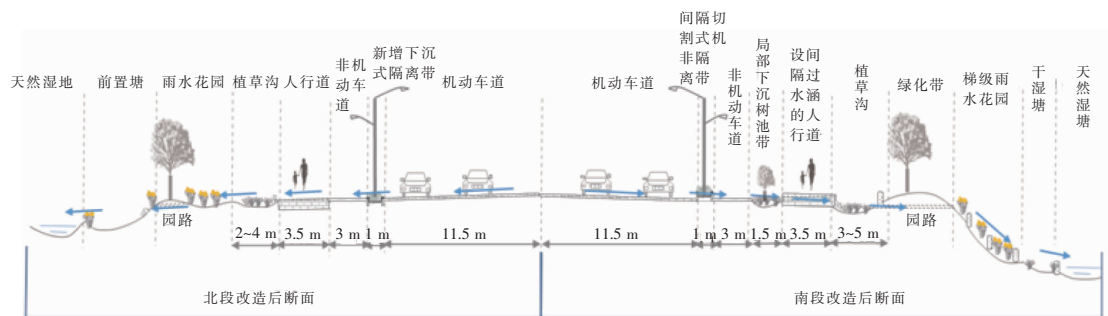 天然湿地
前置塘
雨水花园
植草沟
人行道
非机
动车
道
新增下沉
式隔离带
机动车道
机动车道
间隔切
割式机
非隔
离带
非机动车道
局部下沉树池带
设间
隔过
水涵
的人
行道
植草沟
绿化带
梯级雨
水花园
干湿塘
天然湿塘
园路
园路
2~4 m
3.5 m
3 m
1 m
11.5 m
11.5 m
1 m
3 m
1.5 m
3.5 m
3~5 m
北段改造后断面
南段改造后断面